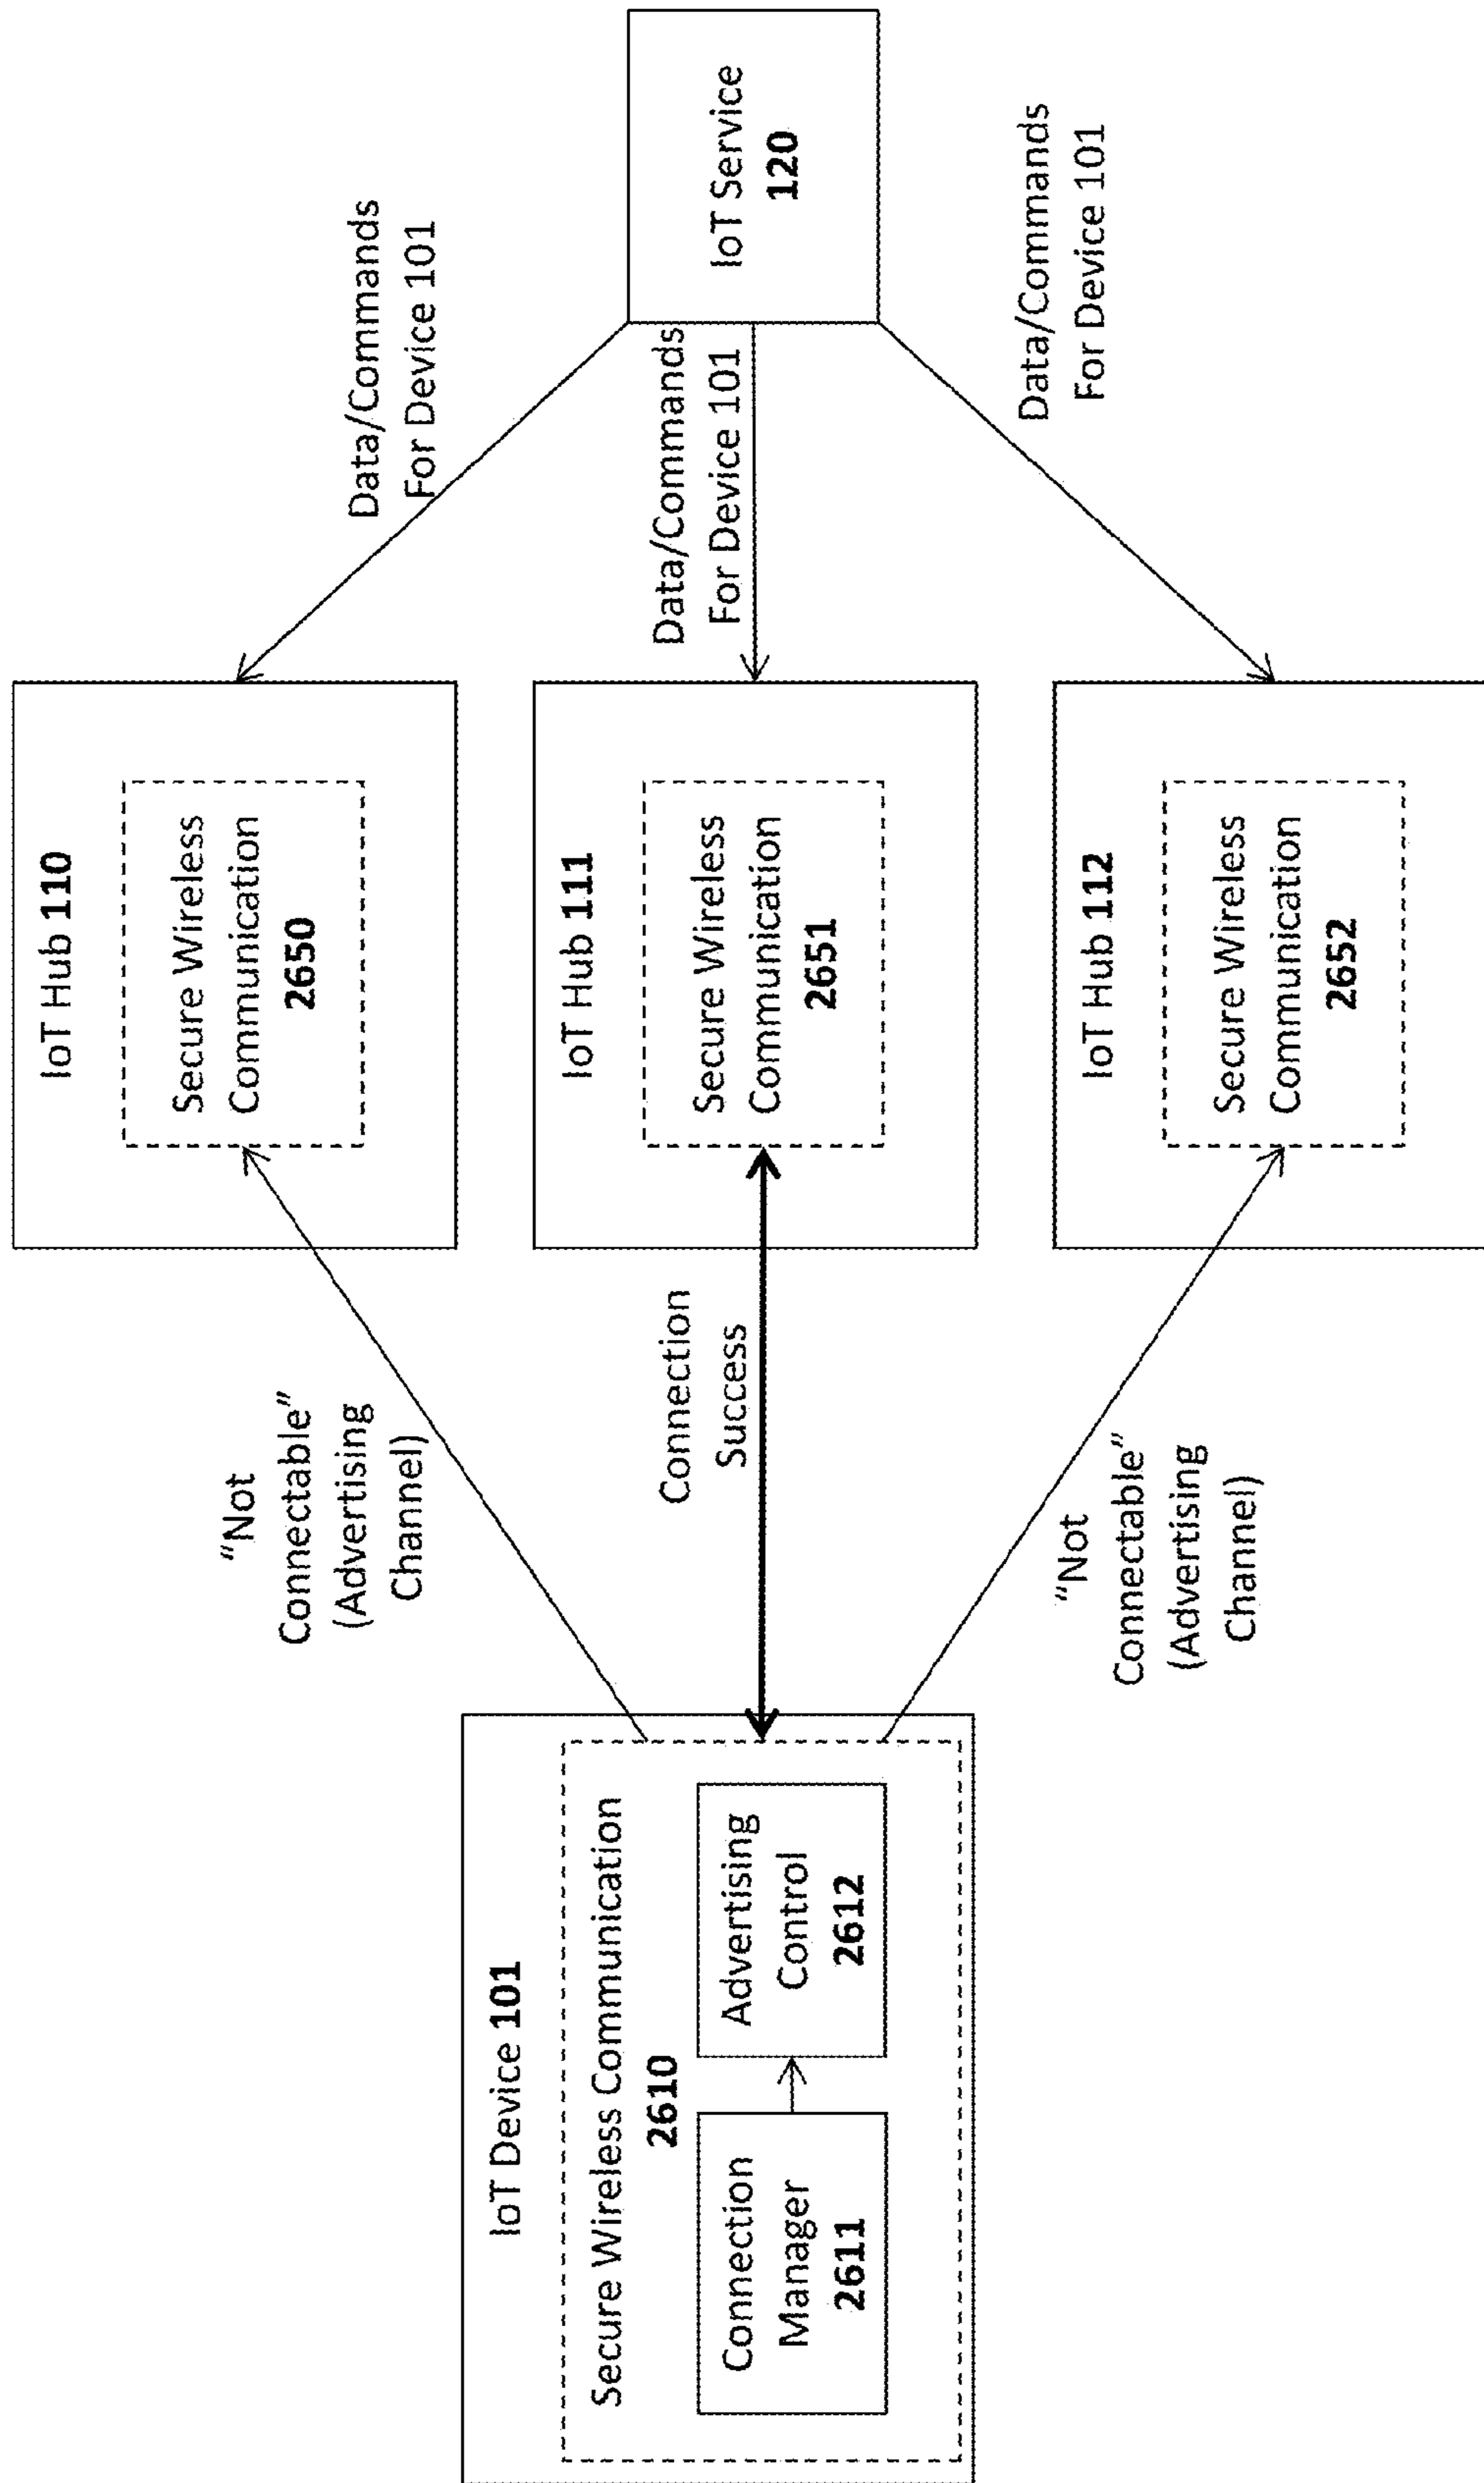 IoT Device 101
Secure Wireless Communication
2610
Connection
Manager
2611
Advertising
Control
2612
“Not
Connectable”
(Advertising
Channel)
Connection
Success
“Not
Connectable”
(Advertising
Channel)
IoT Hub 110
Secure Wireless
Communication
2650
IoT Hub 111
Secure Wireless
Communication
2651
IoT Hub 112
Secure Wireless
Communication
2652
Data/Commands
For Device 101
Data/Commands
For Device 101
Data/Commands
For Device 101
IoT Service
120